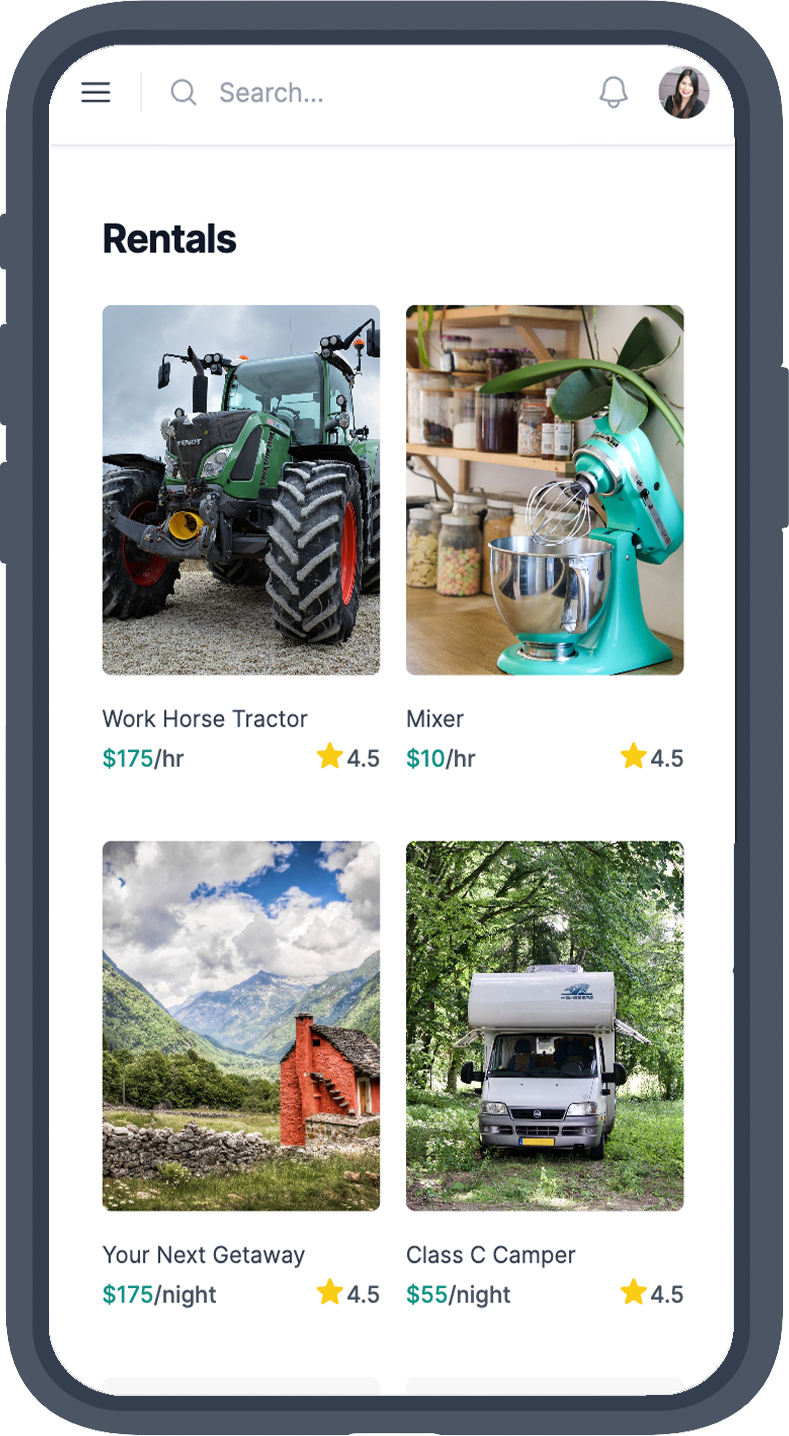 Search...
Rentals
FENDT
Work Horse Tractor
$175/hr
4.5
Mixer
$10/hr
4.5
Your Next Getaway
$175/night
4.5
Class C Camper
$55/night
4.5